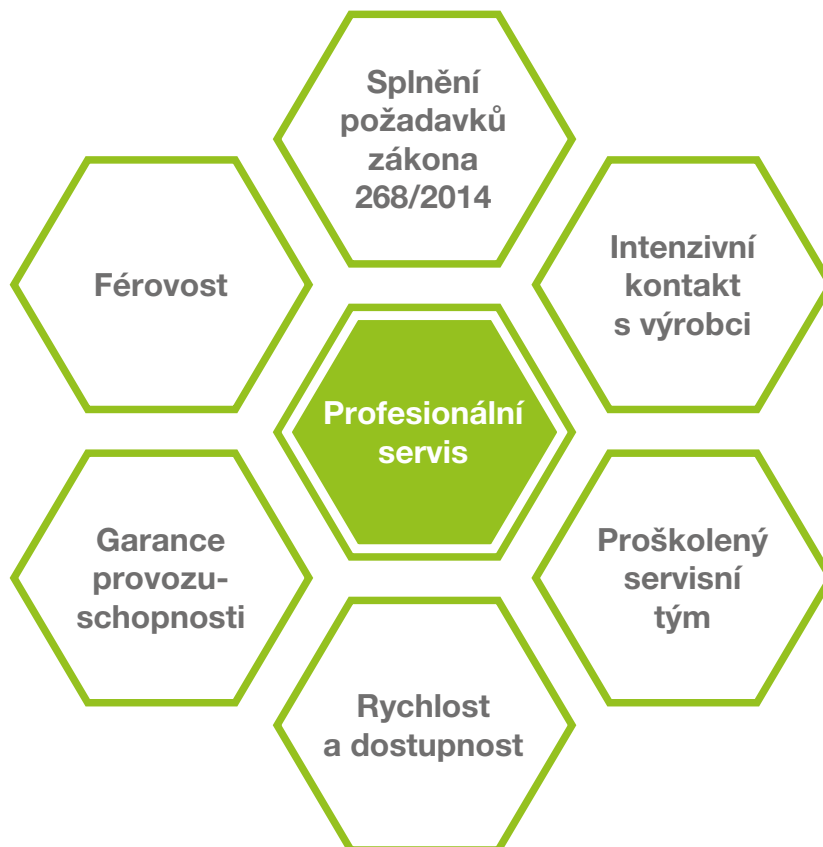 Splnění
požadavků
zákona
268/2014
Férovost
Intenzivní
kontakt
s výrobci
Profesionální
servis
Garance
provozu-
schopnosti
Proškolený
servisní
tým
Rychlost
a dostupnost